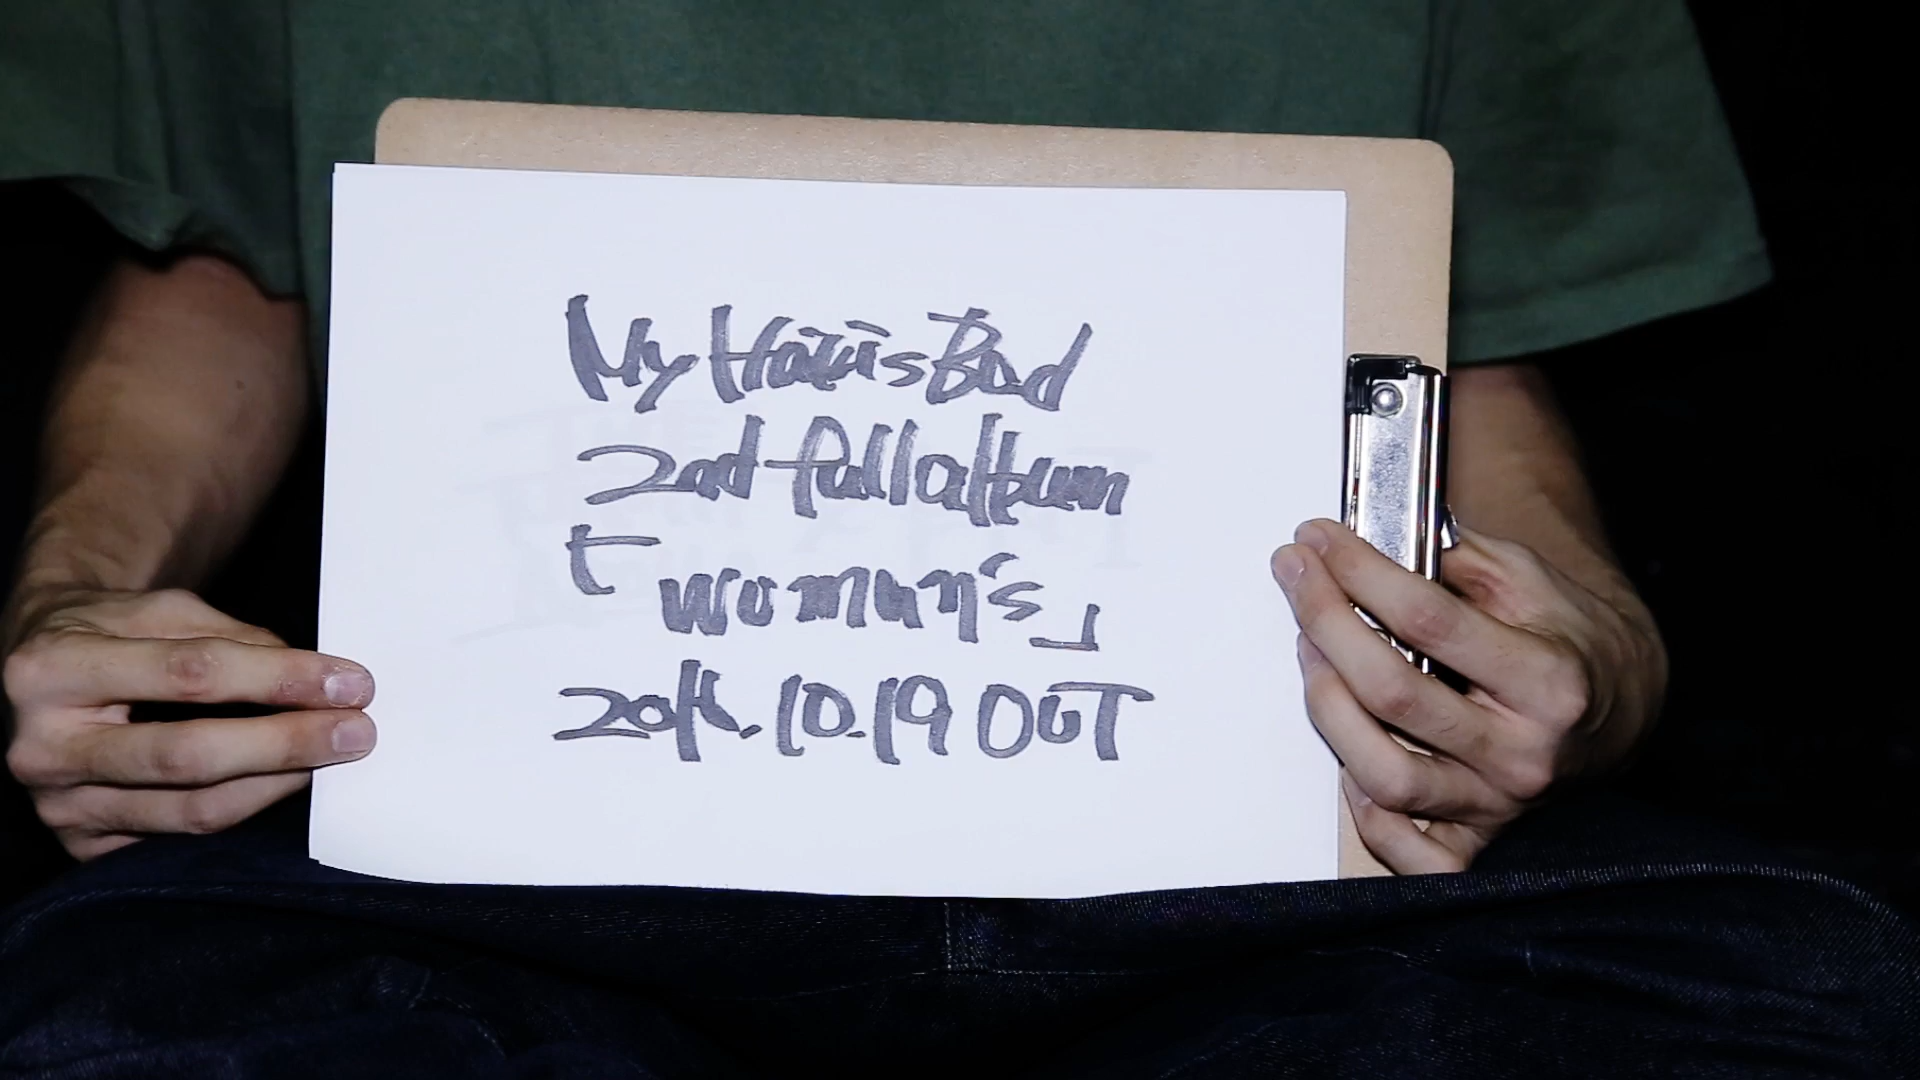 My Hair is Bad
2nd full album
「woman's」
2016.10.19 OUT